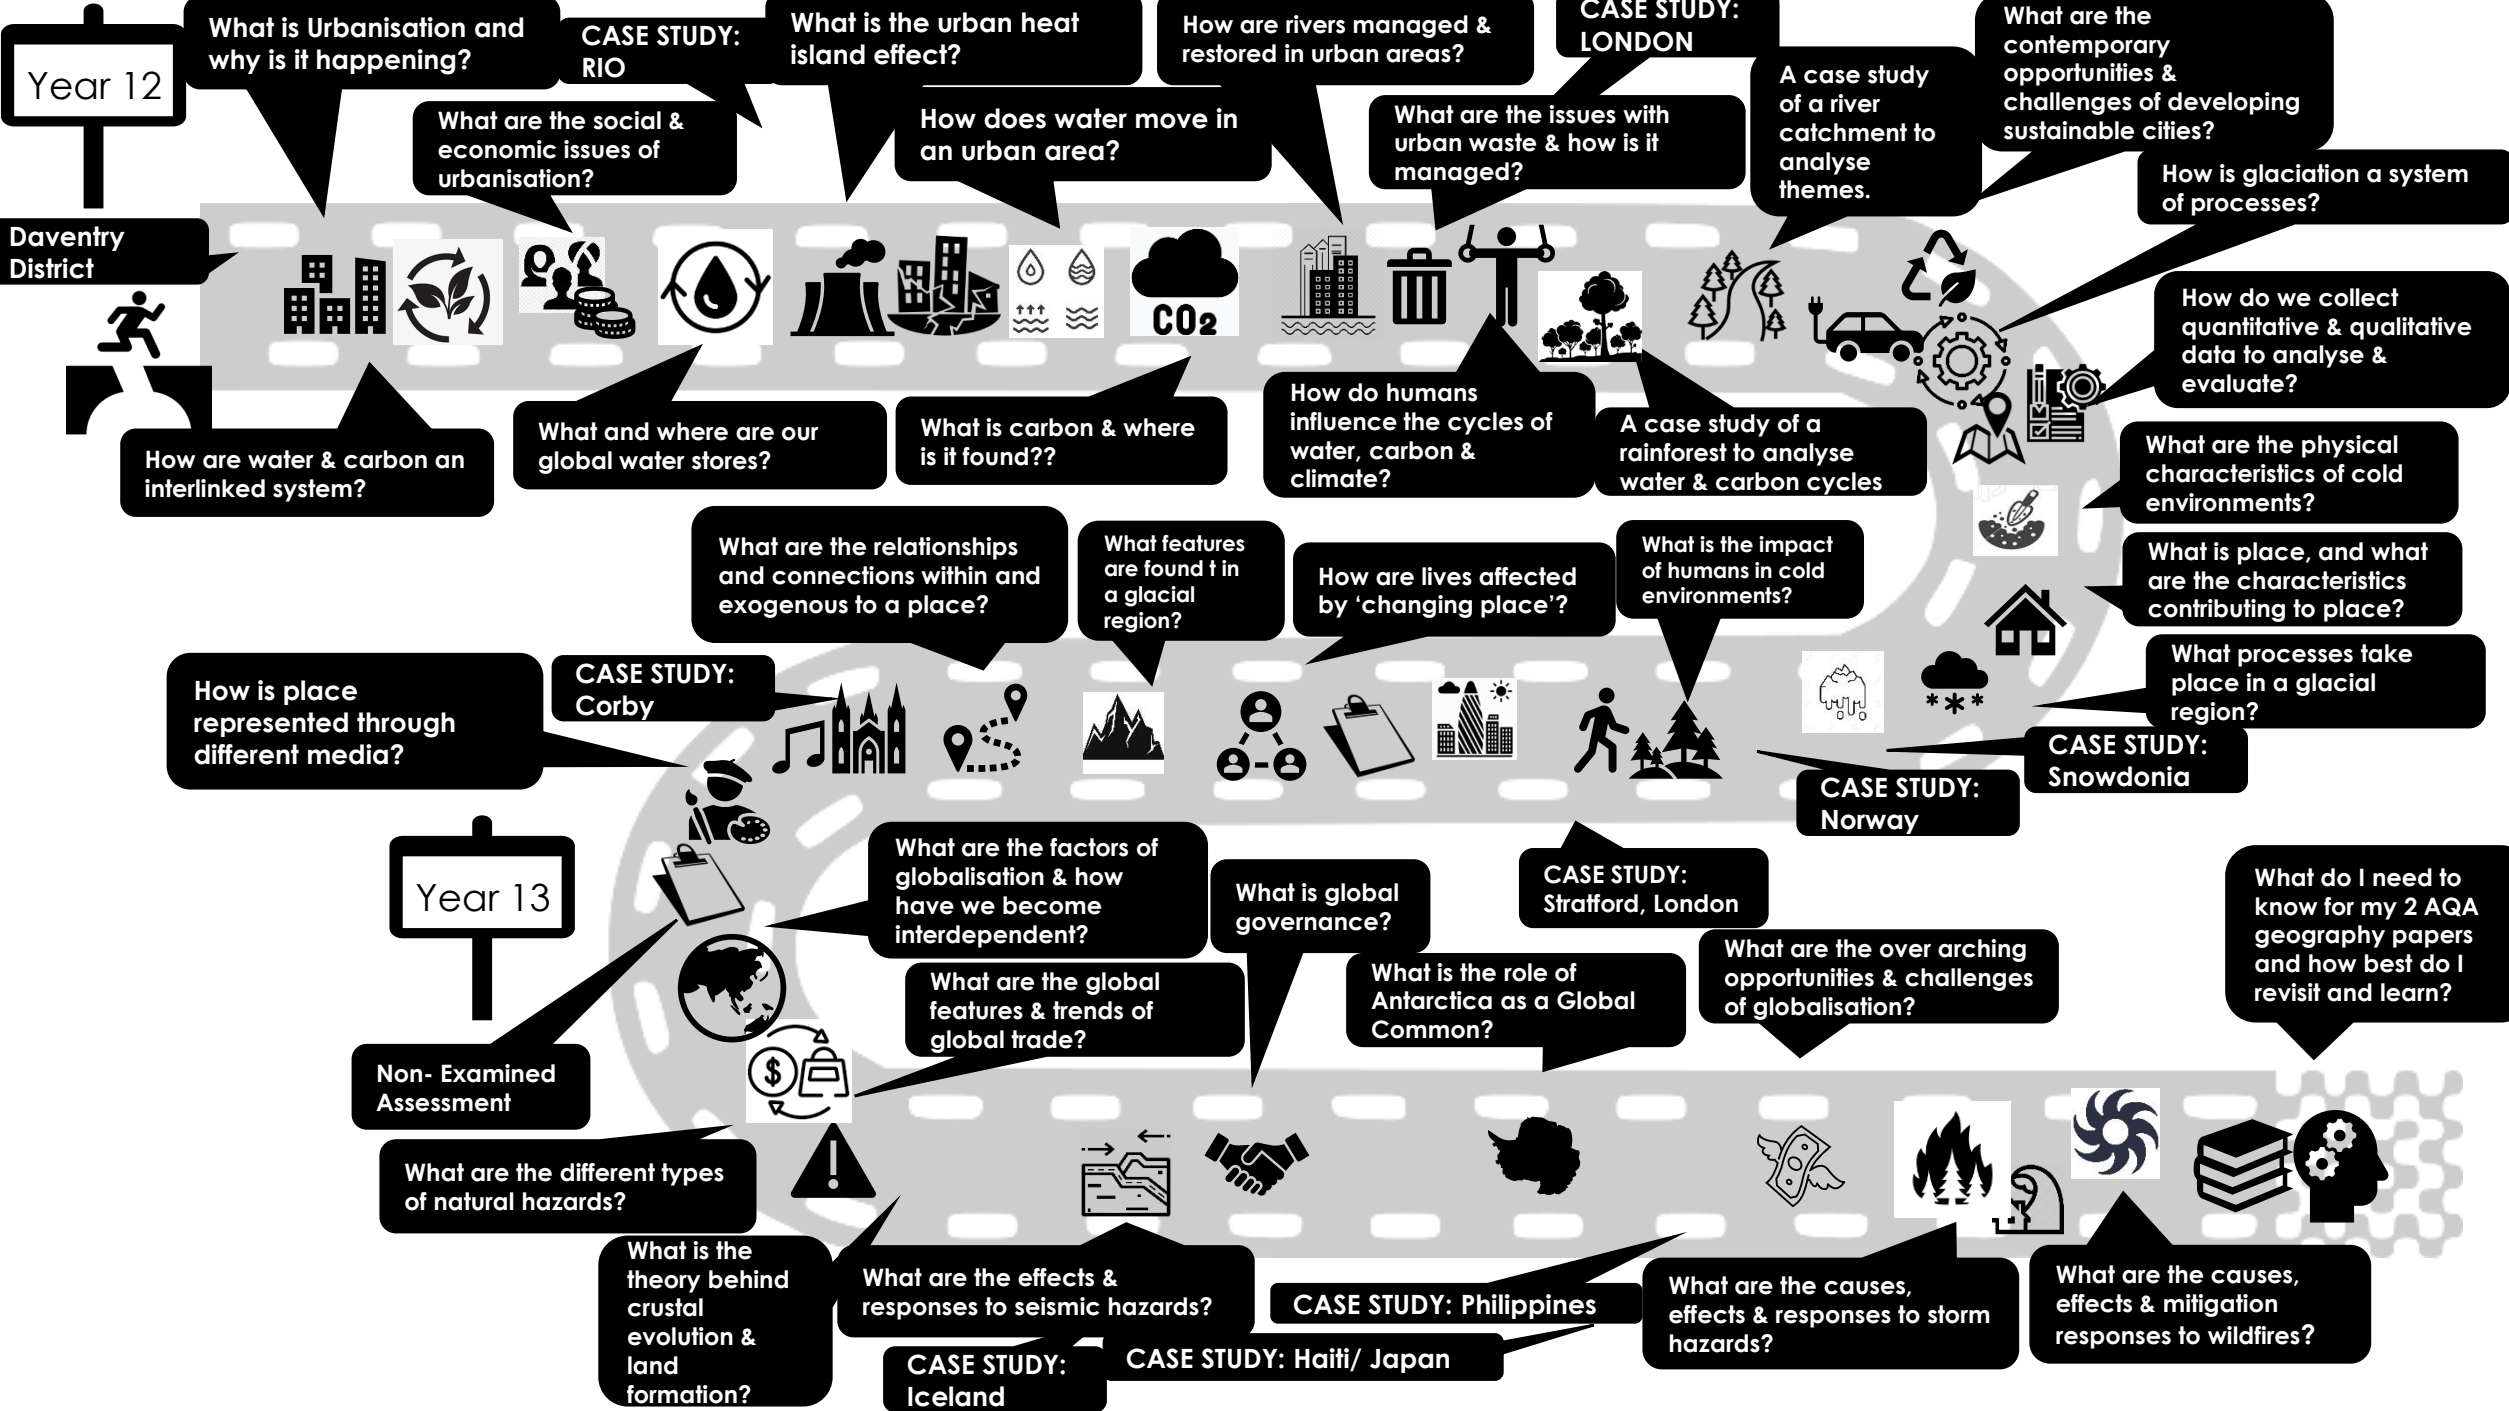 Year 12
What is Urbanisation and
why is it happening?
CASE STUDY:
RIO
What is the urban heat
island effect?
How are rivers managed &
restored in urban areas?
CASE STUDY:
LONDON
What are the
contemporary
opportunities &
challenges of developing
sustainable cities?
What are the social &
economic issues of
urbanisation?
How does water move in
an urban area?
What are the issues with
urban waste & how is it
managed?
A case study
of a river
catchment to
analyse
themes.
How is glaciation a system
of processes?
Daventry
District
CO2
How do we collect
quantitative & qualitative
data to analyse &
evaluate?
How are water & carbon an
interlinked system?
What and where are our
global water stores?
What is carbon & where
is it found??
How do humans
influence the cycles of
water, carbon &
climate?
A case study of a
rainforest to analyse
water & carbon cycles
What are the physical
characteristics of cold
environments?
What is place, and what
are the characteristics
contributing to place?
What processes take
place in a glacial
region?
CASE STUDY:
Snowdonia
CASE STUDY:
Norway
What is the impact
of humans in cold
environments?
How are lives affected
by ‘changing place’?
What features
are found t in
a glacial
region?
What are the relationships
and connections within and
exogenous to a place?
CASE STUDY:
Corby
How is place
represented through
different media?
CASE STUDY:
Stratford, London
Year 13
Non- Examined
Assessment
What are the factors of
globalisation & how
have we become
interdependent?
What are the global
features & trends of
global trade?
What is global
governance?
What is the role of
Antarctica as a Global
Common?
What are the over arching
opportunities & challenges
of globalisation?
What do I need to
know for my 2 AQA
geography papers
and how best do I
revisit and learn?
$
What are the different types
of natural hazards?
What is the
theory behind
crustal
evolution &
land
formation?
What are the effects &
responses to seismic hazards?
CASE STUDY:
Iceland
CASE STUDY: Haiti/ Japan
CASE STUDY: Philippines
What are the causes,
effects & responses to storm
hazards?
What are the causes,
effects & mitigation
responses to wildfires?